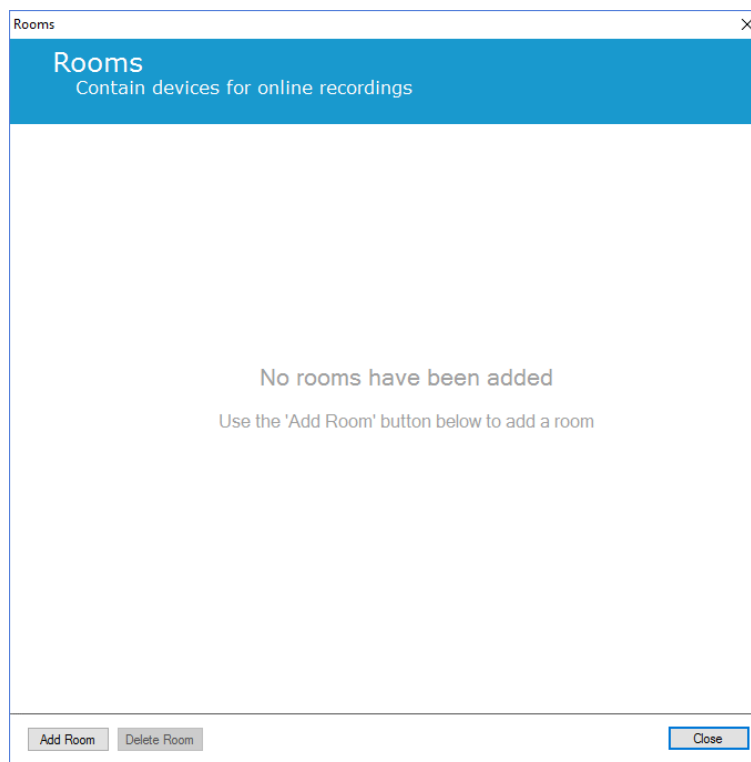 Rooms
Rooms
Contain devices for online recordings
No rooms have been added
Use the 'Add Room' button below to add a room
Add Room
Delete Room
Close